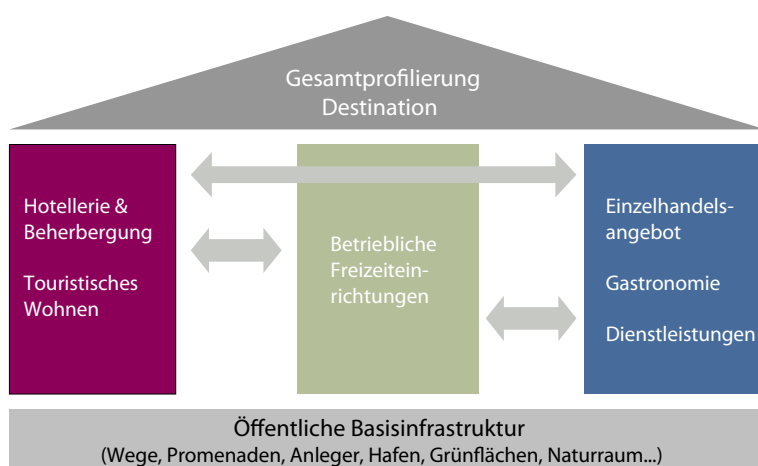 Gesamtprofilierung
Destination
Hotellerie &
Beherbergung
Touristisches
Wohnen
Betriebliche
Freizeitein-
richtungen
Einzelhandels-
angebot
Gastronomie
Dienstleistungen
Öffentliche Basisinfrastruktur
(Wege, Promenaden, Anleger, Hafen, Grünflächen, Naturraum...)